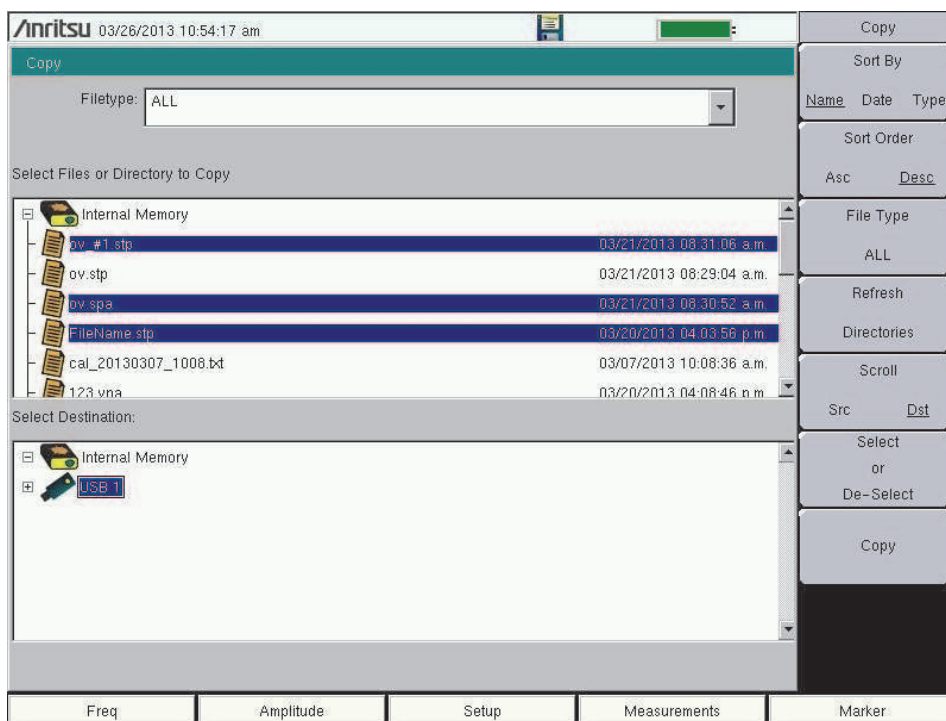 Anritsu 03/26/2013 10:54:17 am
Copy
Filetype: ALL
Select Files or Directory to Copy
Internal Memory
ov_#1.stp 03/21/2013 08:31:06 a.m.
ov.stp 03/21/2013 08:29:04 a.m.
ov.spa 03/21/2013 08:30:52 a.m.
FileName.stp 03/20/2013 04:03:56 p.m.
cal_20130307_1008.txt 03/07/2013 10:08:36 a.m.
123.vna 03/20/2013 04:08:46 p.m.
Select Destination:
Internal Memory
USB 1
Copy
Sort By
Name Date Type
Sort Order
Asc Desc
File Type
ALL
Refresh
Directories
Scroll
Src Dst
Select
or
De-Select
Copy
Freq Amplitude Setup Measurements Marker